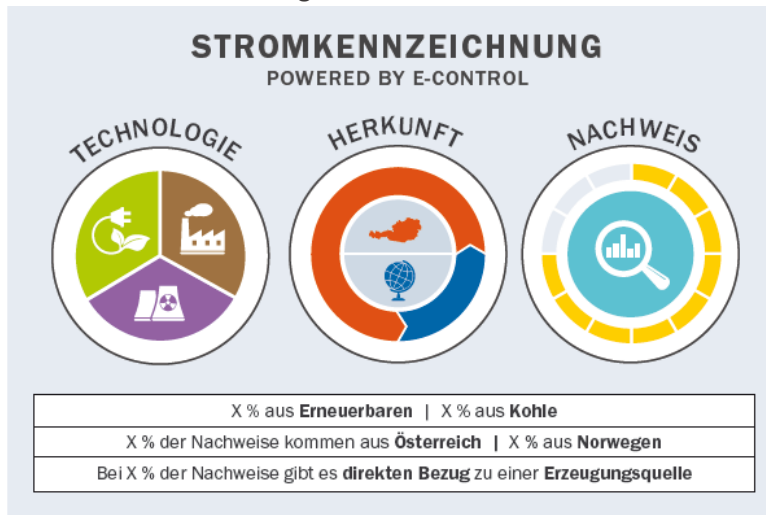 STROMKENNZEICHNUNG
POWERED BY E-CONTROL
TECHNOLOGIE
HERKUNFT
NACHWEIS
X % aus Erneuerbaren | X % aus Kohle
X % der Nachweise kommen aus Österreich | X % aus Norwegen
Bei X % der Nachweise gibt es direkten Bezug zu einer Erzeugungsquelle